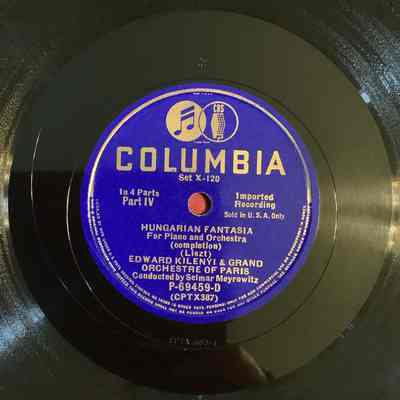 CBS
COLUMBIA
Set X-120
In 4 Parts
Part IV
Imported
Recording
Sold in U.S.A. Only
HUNGARIAN FANTASIA
For Piano and Orchestra
(completion)
(Liszt)
EDWARD KILENYI & GRAND
ORCHESTRE OF PARIS
Conducted by Selmar Meyrowitz
P-69459-D
(CPTX387)